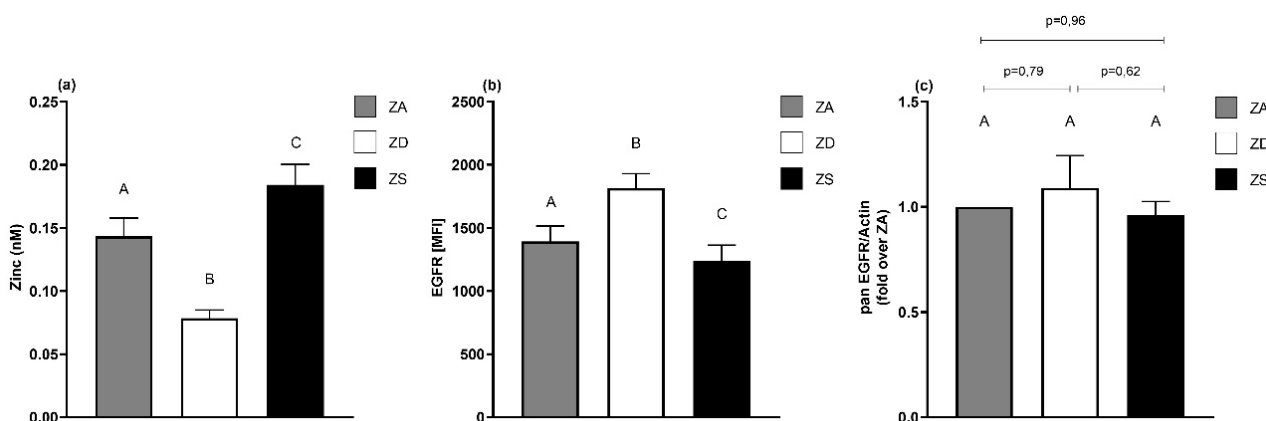 (a)
0.25
0.20
0.15
0.10
0.05
0.00
Zinc (nM)
A
B
C
ZA
ZD
ZS
(b)
2500
2000
1500
1000
500
0
EGFR [MFI]
A
B
C
ZA
ZD
ZS
p=0,96
p=0,79
p=0,62
(c)
1.5
1.0
0.5
0.0
pan EGFR/Actin
(fold over ZA)
A
A
A
ZA
ZD
ZS